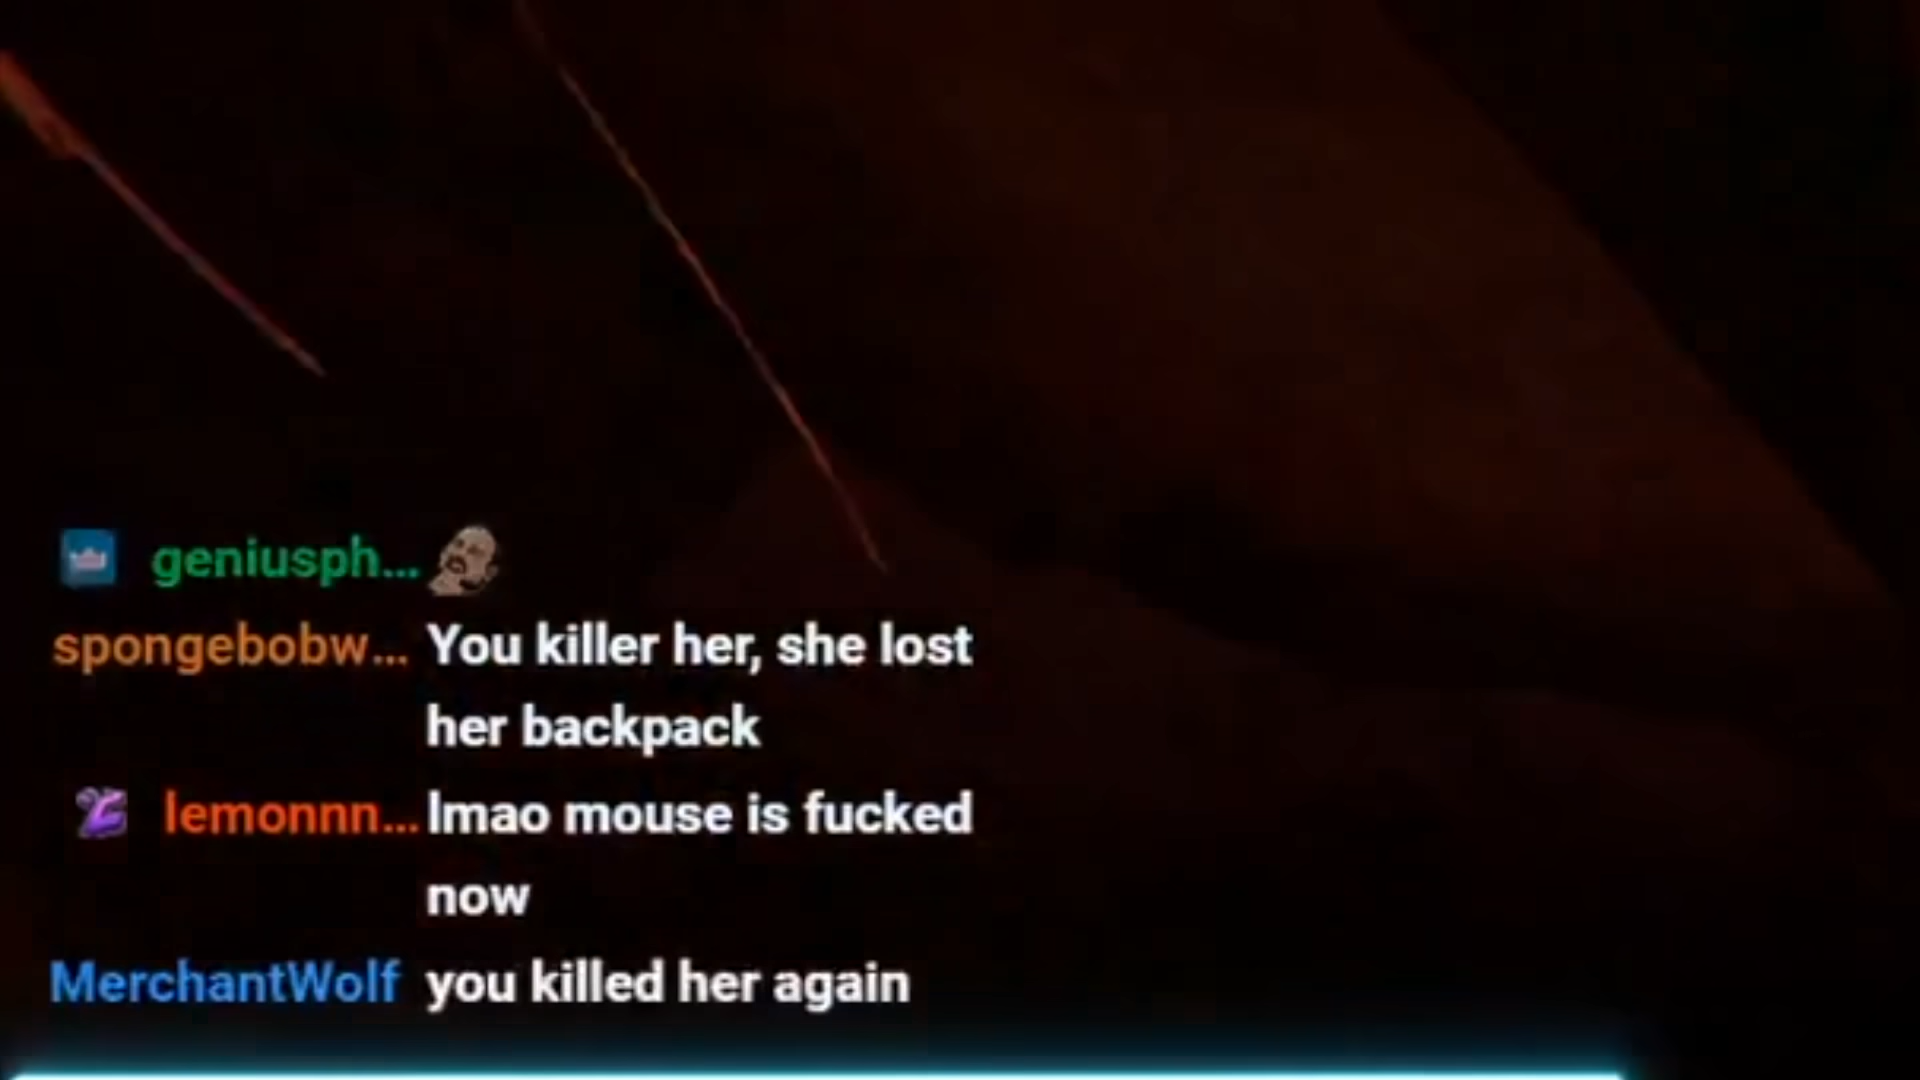 geniusph...
spongebobw... You killer her, she lost
her backpack
lemonnn... lmao mouse is fucked
now
MerchantWolf you killed her again